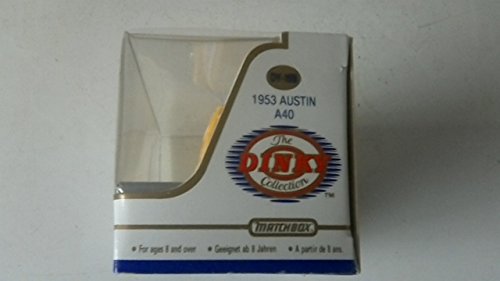 1953 AUSTIN
A40
The
DINKY
Collection
TM
MATCHBOX
• For ages 8 and over • Geeignet ab 8 Jahren • A partir de 8 ans.